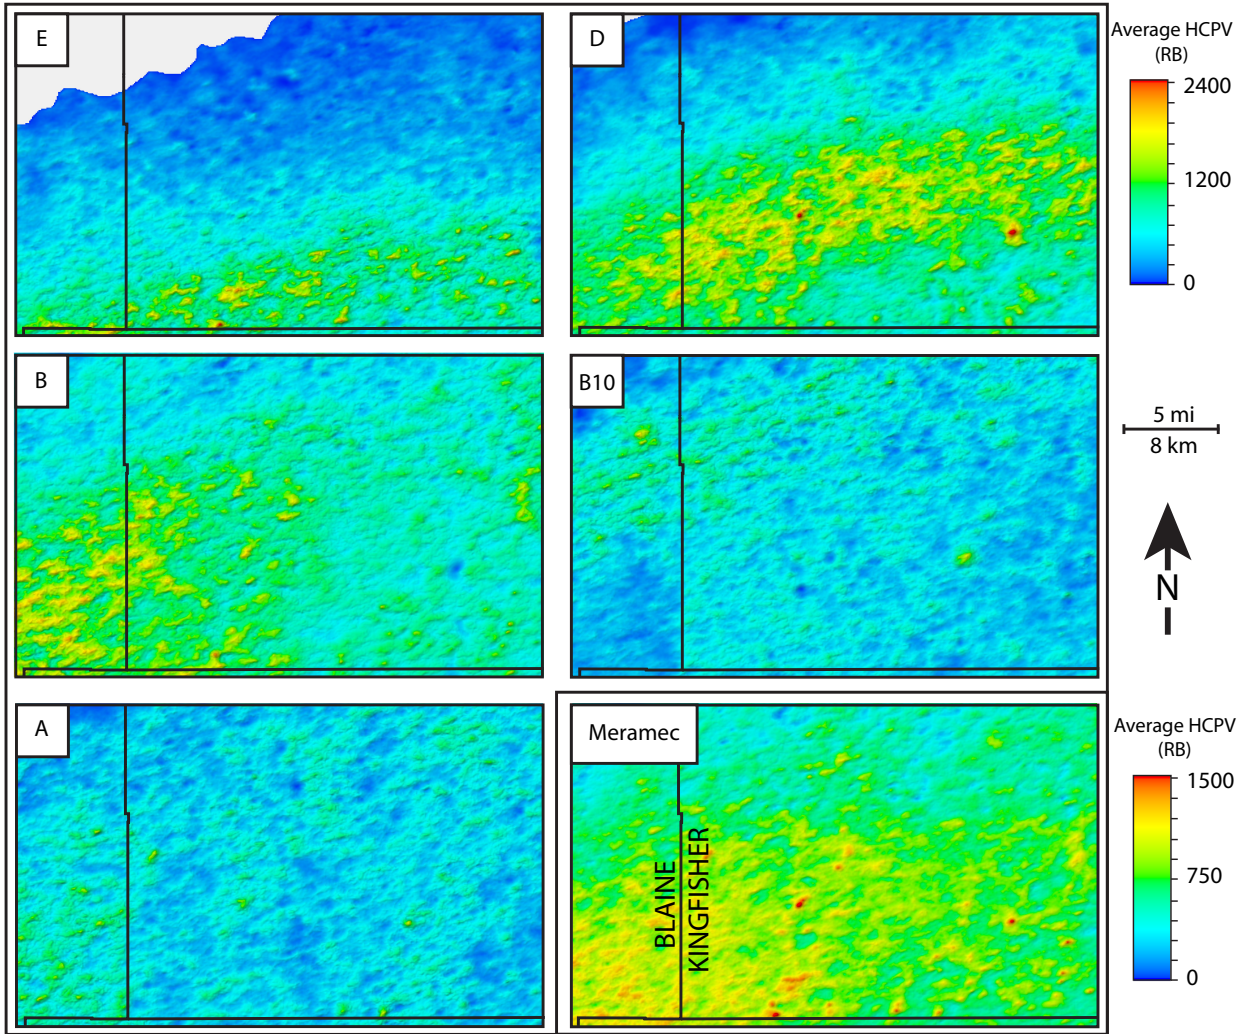 E
D
Average HCPV
(RB)
2400
1200
0
B
B10
5 mi
8 km
N
A
Meramec
BLAINE
KINGFISHER
Average HCPV
(RB)
1500
750
0